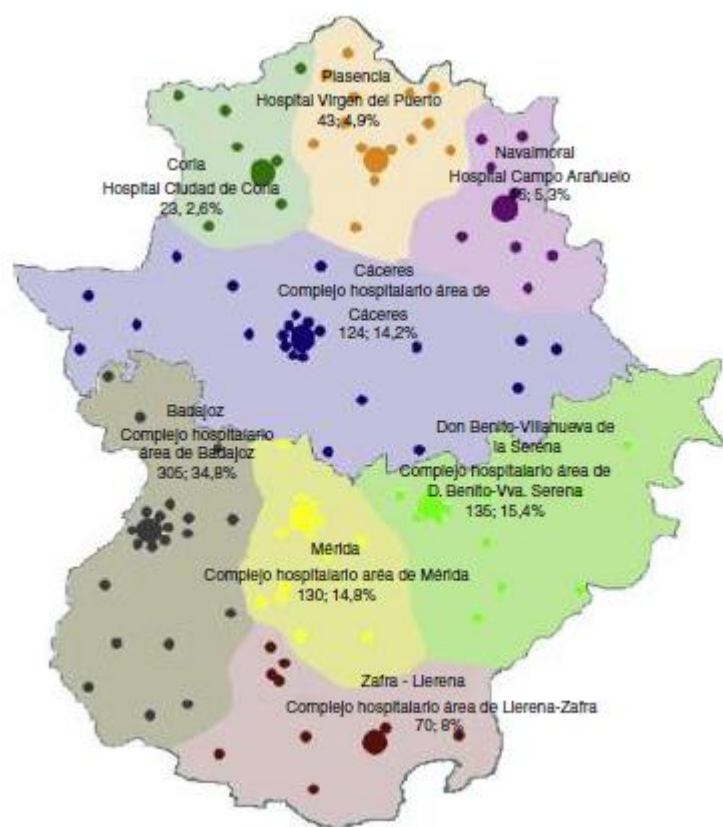 Plasencia
Hospital Virgen del Puerto
43; 4,9%
Navalmoral
Hospital Campo Arañuelo
5,3%
Coria
Hospital Ciudad de Coria
23, 2,6%
Cáceres
Complejo hospitalario área de
Cáceres
124; 14,2%
Badajoz
Complejo hospitalario
área de Badajoz
305; 34,8%
Don Benito-Villanueva de
la Serena
Complejo hospitalario área de
D. Benito-Vva. Serena
135; 15,4%
Mérida
Complejo hospitalario aréa de Mérida
130; 14,8%
Zafra - Llerena
Complejo hospitalario área de Llerena-Zafra
70; 8%